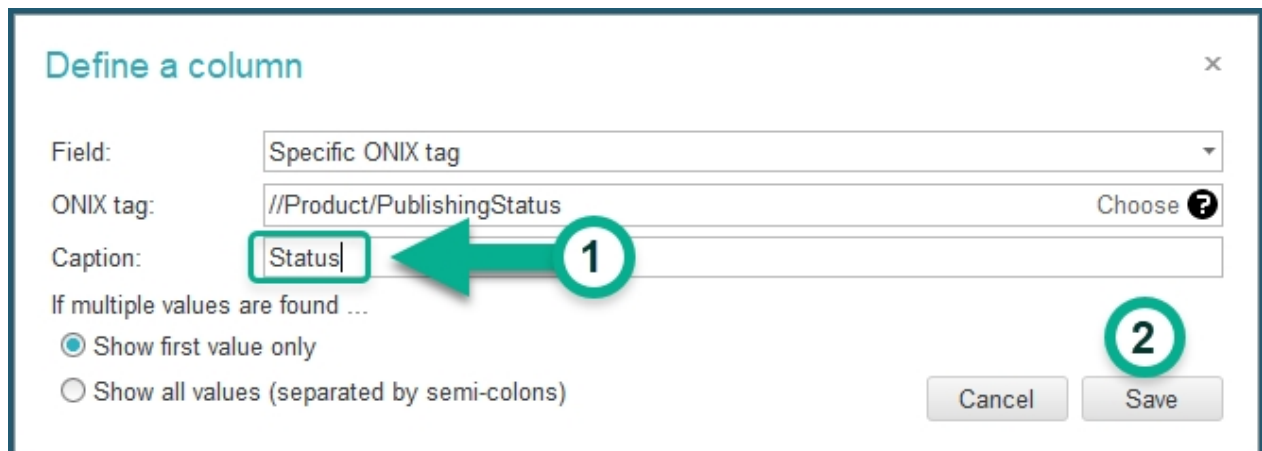 Define a column ×
Field: Specific ONIX tag
ONIX tag: //Product/PublishingStatus Choose ?
Caption: Status 1
If multiple values are found ...
Show first value only 2
Show all values (separated by semi-colons) Cancel Save